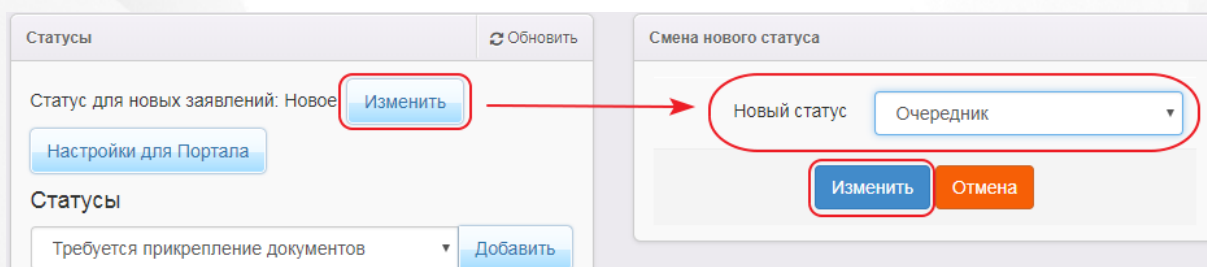 Статусы
Обновить
Статус для новых заявлений: Новое Изменить
Настройки для Портала
Статусы
Требуется прикрепление документов Добавить
Смена нового статуса
Новый статус Очередник
Изменить Отмена